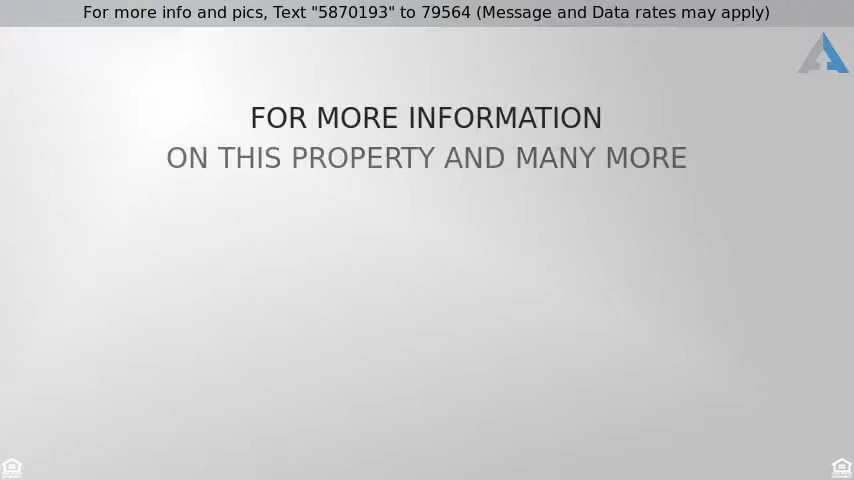 For more info and pics, Text "5870193" to 79564 (Message and Data rates may apply)
FOR MORE INFORMATION
ON THIS PROPERTY AND MANY MORE